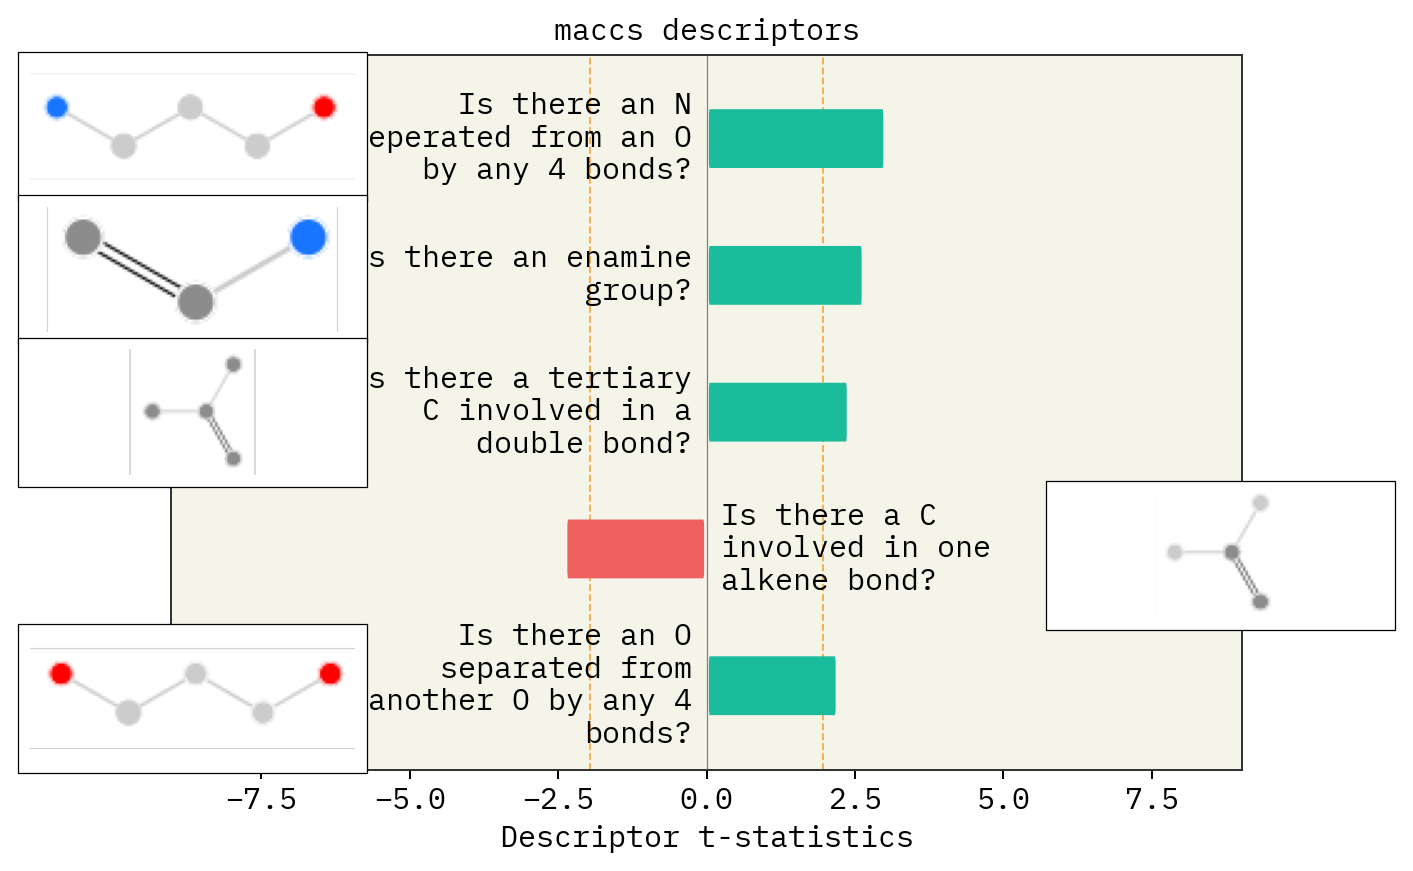 maccs descriptors
Is there an N
eperated from an O
by any 4 bonds?
s there an enamine
group?
s there a tertiary
C involved in a
double bond?
Is there a C
involved in one
alkene bond?
Is there an O
separated from
another O by any 4
bonds?
−7.5 −5.0 −2.5 0.0 2.5 5.0 7.5
Descriptor t-statistics